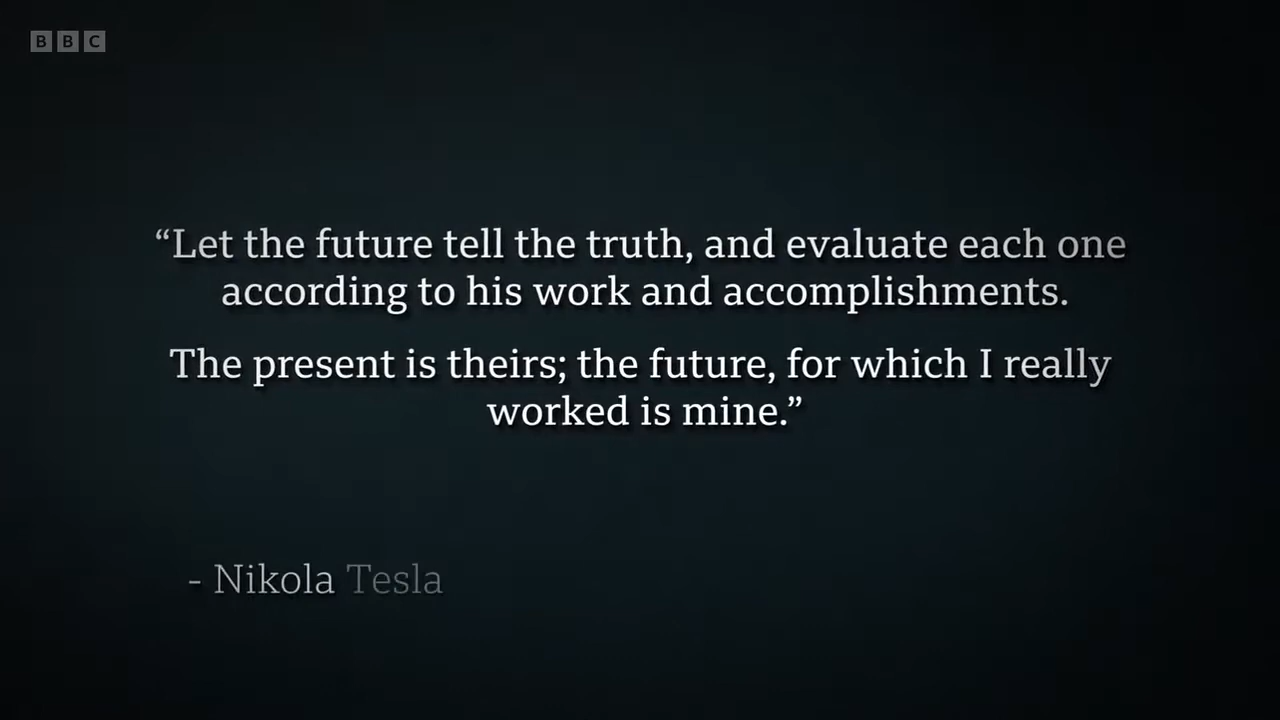 BBC
“Let the future tell the truth, and evaluate each one
according to his work and accomplishments.
The present is theirs; the future, for which I really
worked is mine.”
- Nikola Tesla